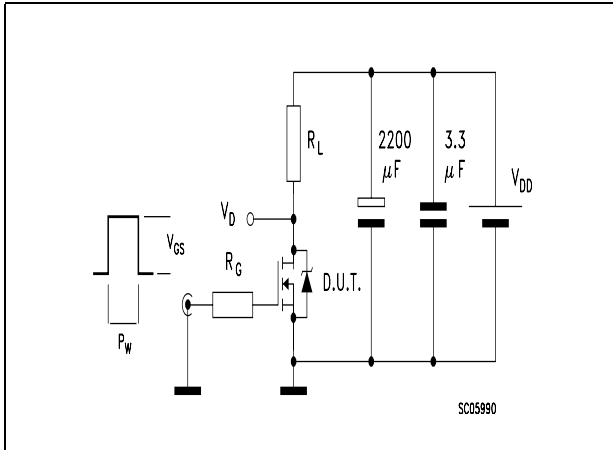 R_L
2200
μF
3.3
μF
V_DD
V_D
V_GS
R_G
D.U.T.
P_W
SC05990